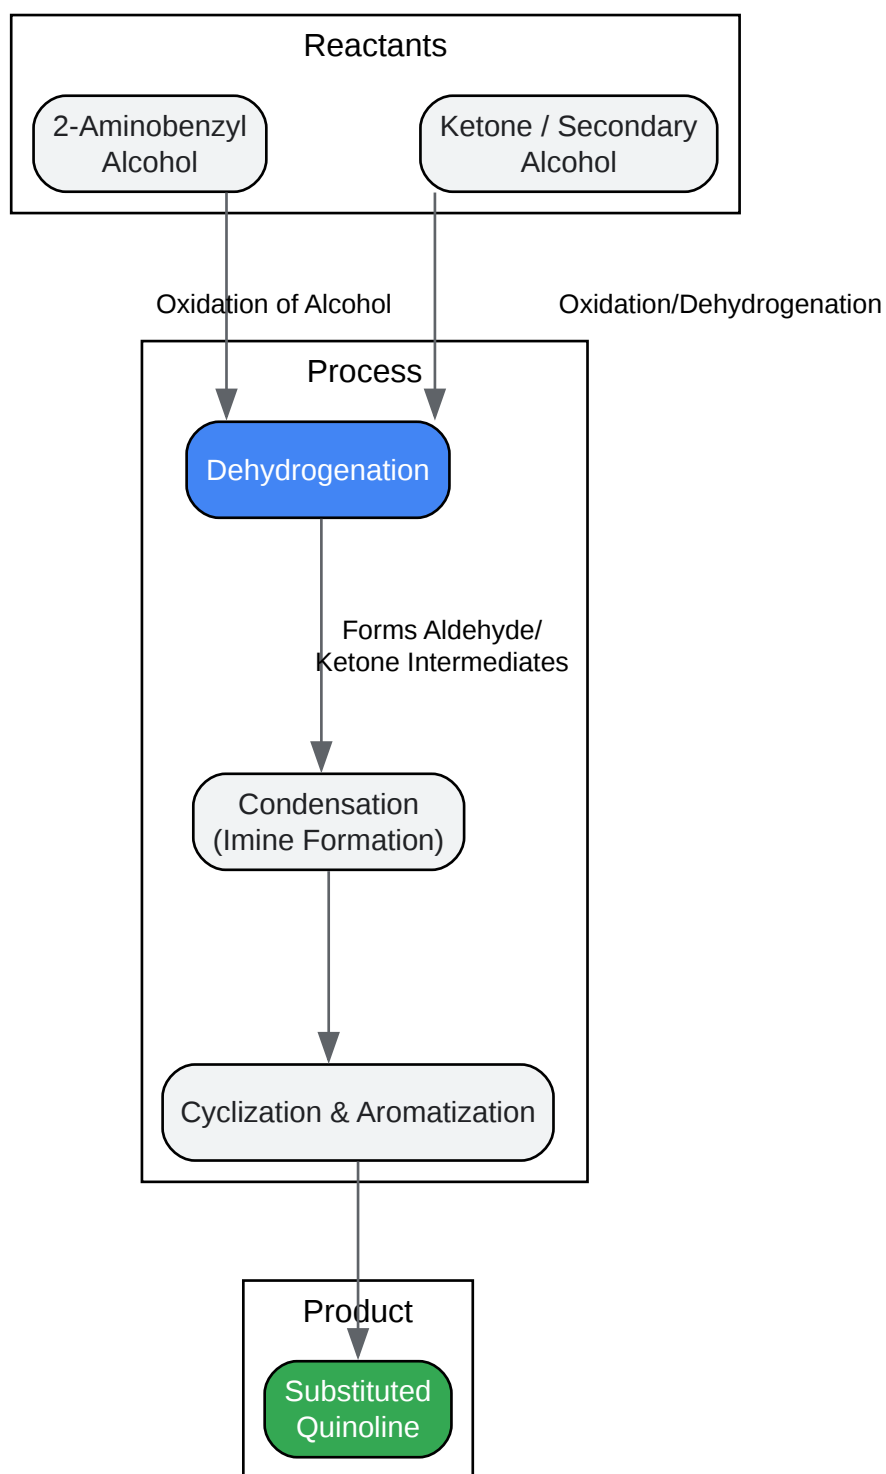 Reactants
2-Aminobenzyl
Alcohol
Ketone / Secondary
Alcohol
Oxidation of Alcohol
Oxidation/Dehydrogenation
Process
Dehydrogenation
Forms Aldehyde/
Ketone Intermediates
Condensation
(Imine Formation)
Cyclization & Aromatization
Product
Substituted
Quinoline